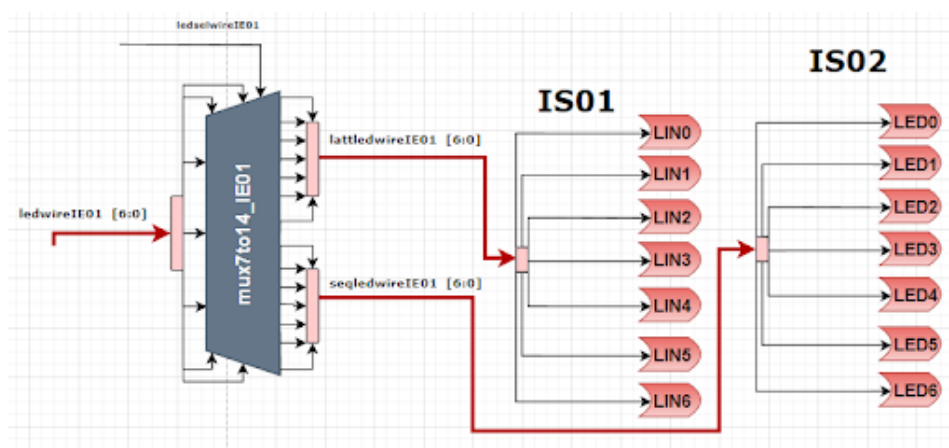 ledselwireIE01
IS02
IS01
ledwireIE01 [6:0]
mux7to14_IE01
lattledwireIE01 [6:0]
seqledwireIE01 [6:0]
LIN0
LIN1
LIN2
LIN3
LIN4
LIN5
LIN6
LED0
LED1
LED2
LED3
LED4
LED5
LED6